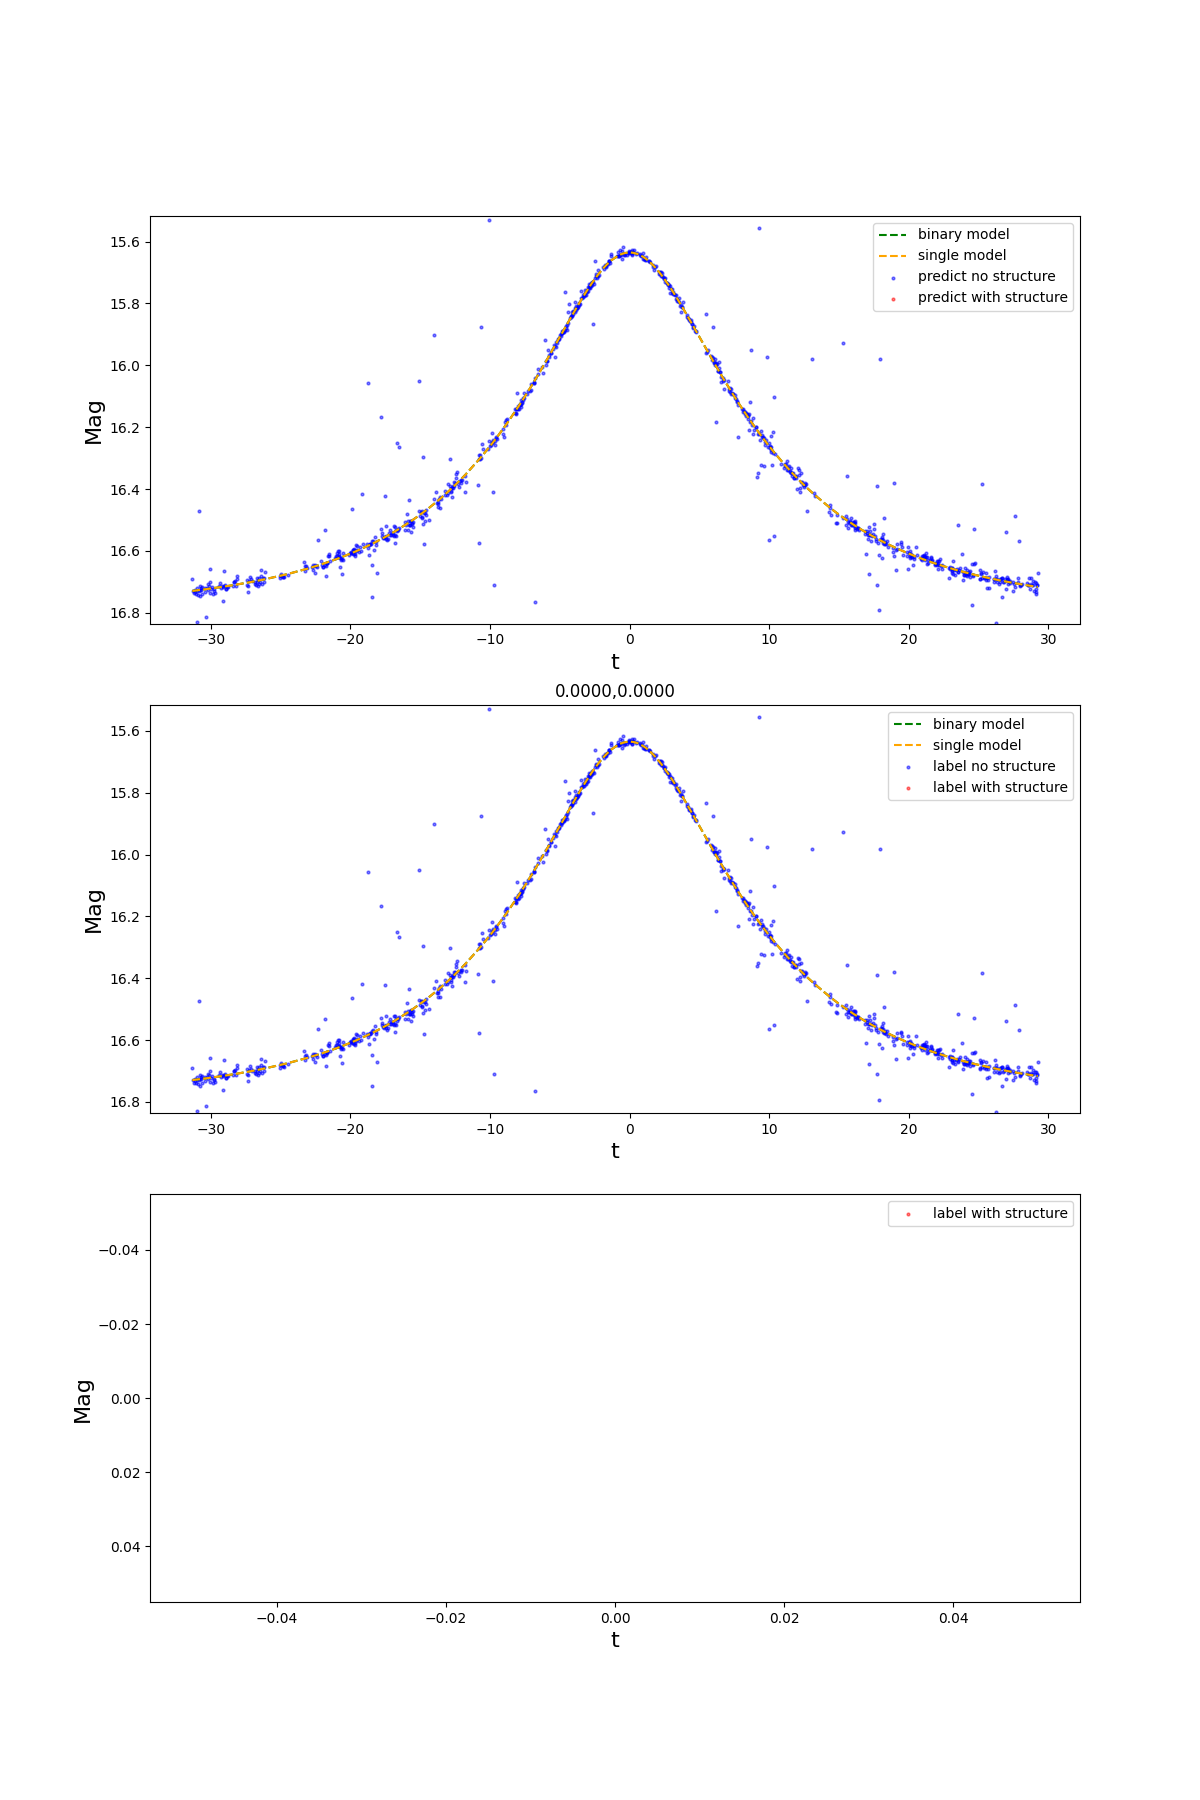 binary model
single model
predict no structure
predict with structure
15.6
15.8
16.0
16.2
16.4
16.6
16.8
Mag
−30
−20
−10
0
10
20
30
t
0.0000,0.0000
binary model
single model
label no structure
label with structure
15.6
15.8
16.0
16.2
16.4
16.6
16.8
Mag
−30
−20
−10
0
10
20
30
t
label with structure
−0.04
−0.02
0.00
0.02
0.04
Mag
−0.04
−0.02
0.00
0.02
0.04
t